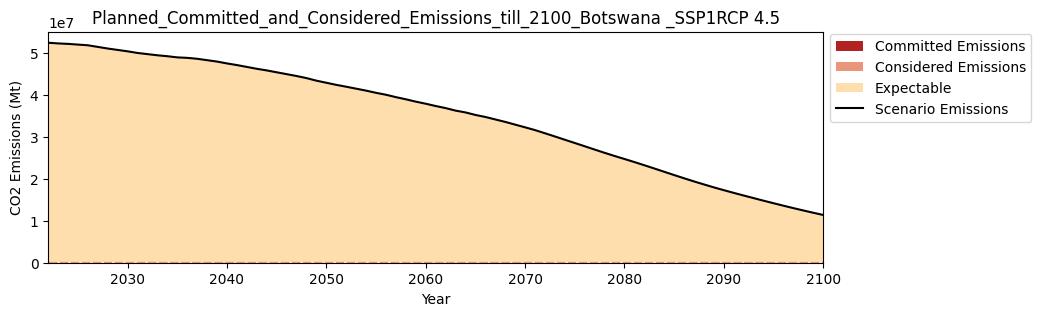 Planned_Committed_and_Considered_Emissions_till_2100_Botswana _SSP1RCP 4.5
1e7
5
4
3
2
1
0
CO2 Emissions (Mt)
2030 2040 2050 2060 2070 2080 2090 2100
Year
Committed Emissions
Considered Emissions
Expectable
Scenario Emissions